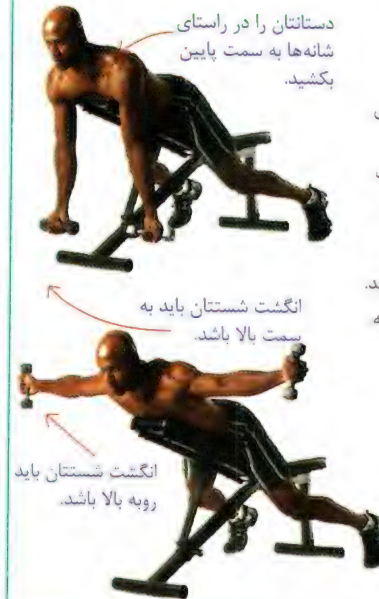 دستانتان را در راستای
شانه‌ها به سمت پایین
بکشید.
انگشت شستتان باید به
سمت بالا باشد.
انگشت شستتان باید
روبه بالا باشد.